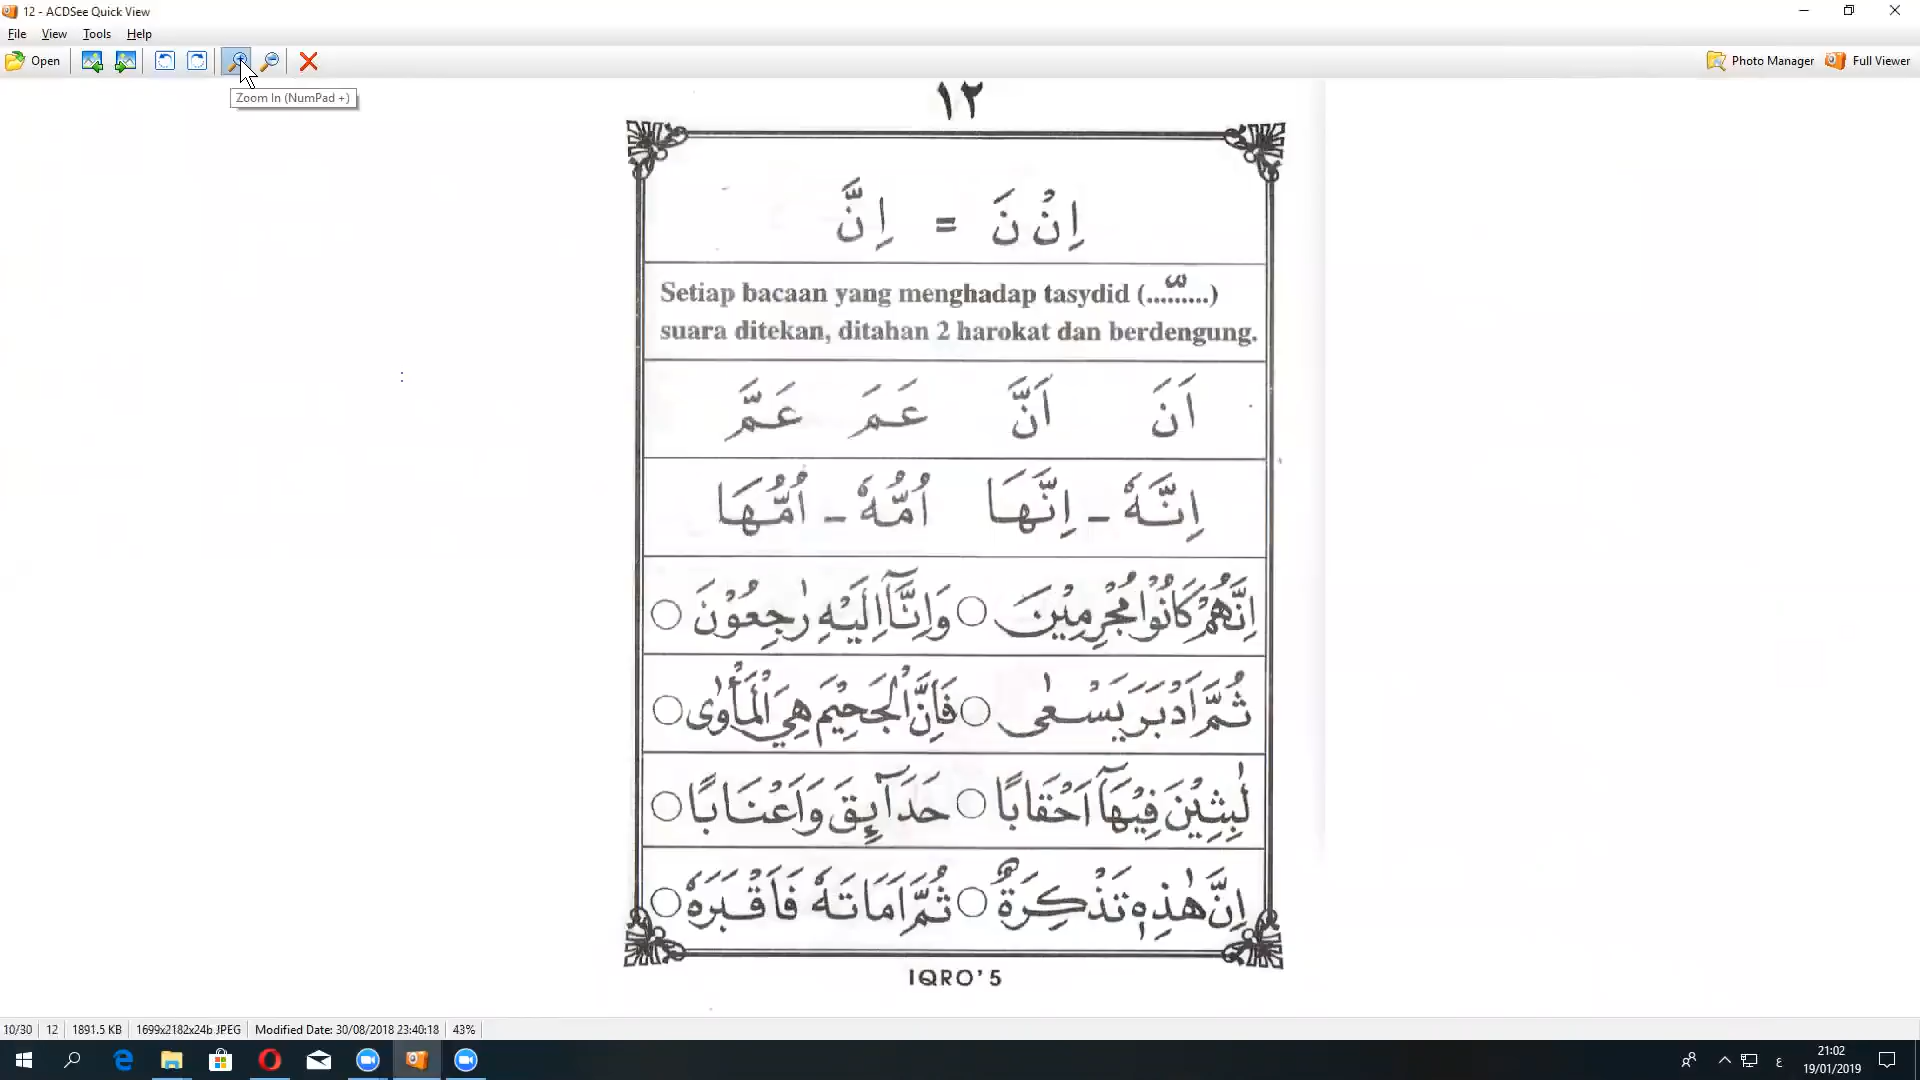 12 - ACDSee Quick View
File View Tools Help
Open
Photo Manager Full Viewer
Zoom In (NumPad +)
١٢
اِنْ نَ = اِنَّ
Setiap bacaan yang menghadap tasydid (....ّ.....)
suara ditekan, ditahan 2 harokat dan berdengung.
اَنَ اَنَّ عَمَ عَمَّ
اِنَّهٗ - اِنَّهَا اُمُّهٗ - اُمُّهَا
اِنَّهُمْ كَانُوْا مُجْرِمِيْنَ ○ وَاِنَّآ اِلَيْهِ رٰجِعُوْنَ ○
ثُمَّ اَدْبَرَ يَسْعٰى ○ فَاِنَّ الْجَحِيْمَ هِيَ الْمَأْوٰى ○
لٰبِثِيْنَ فِيْهَآ اَحْقَابًا ○ حَدَآئِقَ وَاَعْنَابًا ○
اِنَّ هٰذِهٖ تَذْكِرَةٌ ○ ثُمَّ اَمَاتَهٗ فَاَقْبَرَهٗ ○
IQRO'5
10/30 12 1891.5 KB 1699x2182x24b JPEG Modified Date: 30/08/2018 23:40:18 43%
ع 21:02
19/01/2019